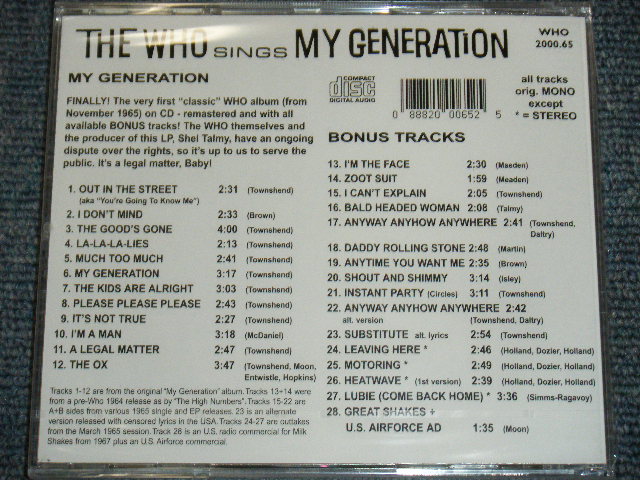 THE WHO SINGS MY GENERATION
WHO
2000.65
MY GENERATION
FINALLY! The very first "classic" WHO album (from
November 1965) on CD - remastered and with all
available BONUS tracks! The WHO themselves and
the producer of this LP, Shel Talmy, have an ongoing
dispute over the rights, so it's up to us to serve the
public. It's a legal matter, Baby!
1. OUT IN THE STREET 2:31 (Townshend)
(aka "You're Going To Know Me")
2. I DON'T MIND 2:33 (Brown)
3. THE GOOD'S GONE 4:00 (Townshend)
4. LA-LA-LA-LIES 2:13 (Townshend)
5. MUCH TOO MUCH 2:41 (Townshend)
6. MY GENERATION 3:17 (Townshend)
7. THE KIDS ARE ALRIGHT 3:03 (Townshend)
8. PLEASE PLEASE PLEASE 2:43 (Townshend)
9. IT'S NOT TRUE 2:27 (Townshend)
10. I'M A MAN 3:18 (McDaniel)
11. A LEGAL MATTER 2:47 (Townshend)
12. THE OX 3:47 (Townshend, Moon,
Entwistle, Hopkins)
Tracks 1-12 are from the original "My Generation" album. Tracks 13+14
were from a pre-Who 1964 release as by "The High Numbers". Tracks 15-22 are
A+B sides from various 1965 single and EP releases. 23 is an alternate
version released with censored lyrics in the USA. Tracks 24-27 are outtakes
from the March 1965 session. Track 26 is an U.S. radio commercial for Milk
Shakes from 1967 plus an U.S. Airforce commercial.
COMPACT
disc
DIGITAL AUDIO
0 88820 00652 5
all tracks
orig. MONO
except
* = STEREO
BONUS TRACKS
13. I'M THE FACE 2:30 (Maeden)
14. ZOOT SUIT 1:59 (Meaden)
15. I CAN'T EXPLAIN 2:05 (Townshend)
16. BALD HEADED WOMAN 2:08 (Talmy)
17. ANYWAY ANYHOW ANYWHERE 2:41 (Townshend,
Daltry)
18. DADDY ROLLING STONE 2:48 (Martin)
19. ANYTIME YOU WANT ME 2:35 (Brown)
20. SHOUT AND SHIMMY 3:14 (Isley)
21. INSTANT PARTY (Circles) 3:11 (Townshend)
22. ANYWAY ANYHOW ANYWHERE 2:42
alt. version (Townshend, Daltry)
23. SUBSTITUTE alt. lyrics 2:54 (Townshend)
24. LEAVING HERE * 2:46 (Holland, Dozier, Holland)
25. MOTORING * 2:49 (Holland, Dozier, Holland)
26. HEATWAVE * (1st version) 2:39 (Holland, Dozier, Holland)
27. LUBIE (COME BACK HOME) * 3:36 (Simms-Ragavoy)
28. GREAT SHAKES +
U.S. AIRFORCE AD 1:35 (Moon)